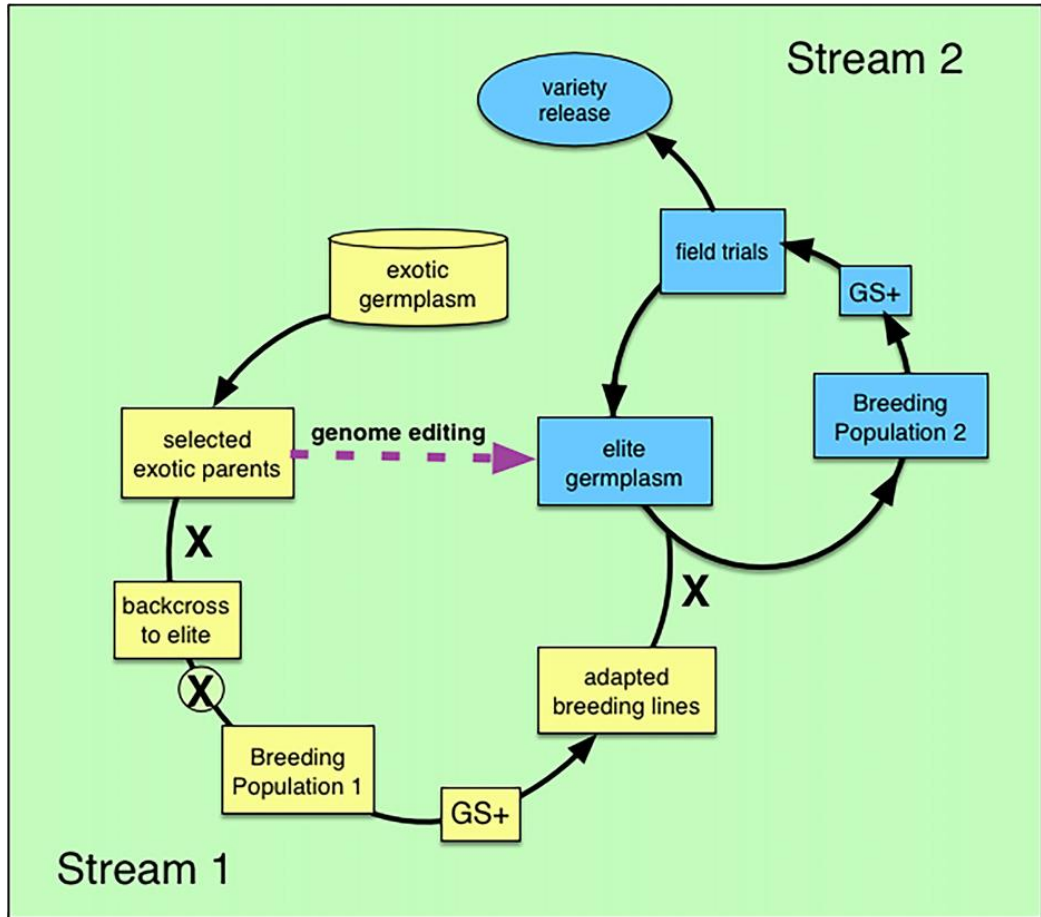 Stream 2
variety
release
field trials
GS+
exotic
germplasm
Breeding
Population 2
selected
exotic parents
genome editing
elite
germplasm
X
backcross
to elite
X
X
adapted
breeding lines
Breeding
Population 1
GS+
Stream 1